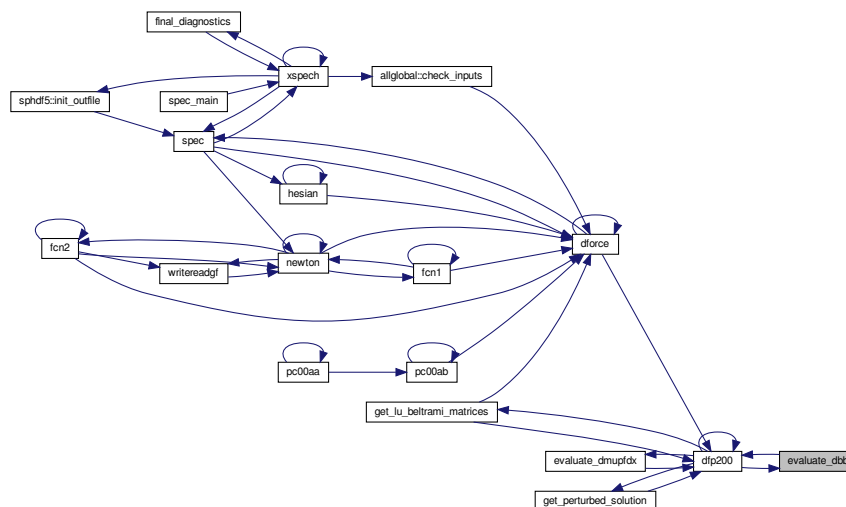 final_diagnostics
xspech
allglobal::check_inputs
sphdf5::init_outfile
spec_main
spec
hesian
dforce
fcn2
newton
writereadgf
fcn1
pc00aa
pc00ab
get_lu_beltrami_matrices
evaluate_dmupfdx
dfp200
evaluate_dbb
get_perturbed_solution